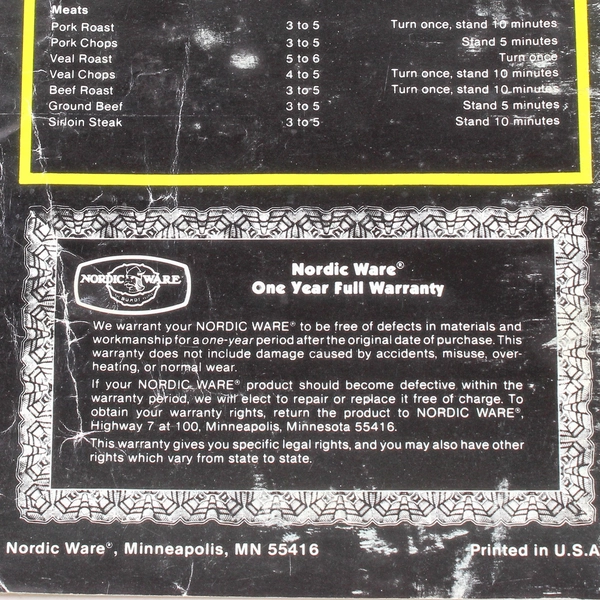 Meats
Pork Roast 3 to 5 Turn once, stand 10 minutes
Pork Chops 3 to 5 Stand 5 minutes
Veal Roast 5 to 6 Turn once
Veal Chops 4 to 5 Turn once, stand 10 minutes
Beef Roast 3 to 5 Turn once, stand 10 minutes
Ground Beef 3 to 5 Stand 5 minutes
Sirloin Steak 3 to 5 Stand 10 minutes
NORDIC WARE
BUNDT
Nordic Ware®
One Year Full Warranty
We warrant your NORDIC WARE® to be free of defects in materials and
workmanship for a one-year period after the original date of purchase. This
warranty does not include damage caused by accidents, misuse, over-
heating, or normal wear.
If your NORDIC WARE® product should become defective within the
warranty period, we will elect to repair or replace it free of charge. To
obtain your warranty rights, return the product to NORDIC WARE®,
Highway 7 at 100, Minneapolis, Minnesota 55416.
This warranty gives you specific legal rights, and you may also have other
rights which vary from state to state.
Nordic Ware®, Minneapolis, MN 55416 Printed in U.S.A